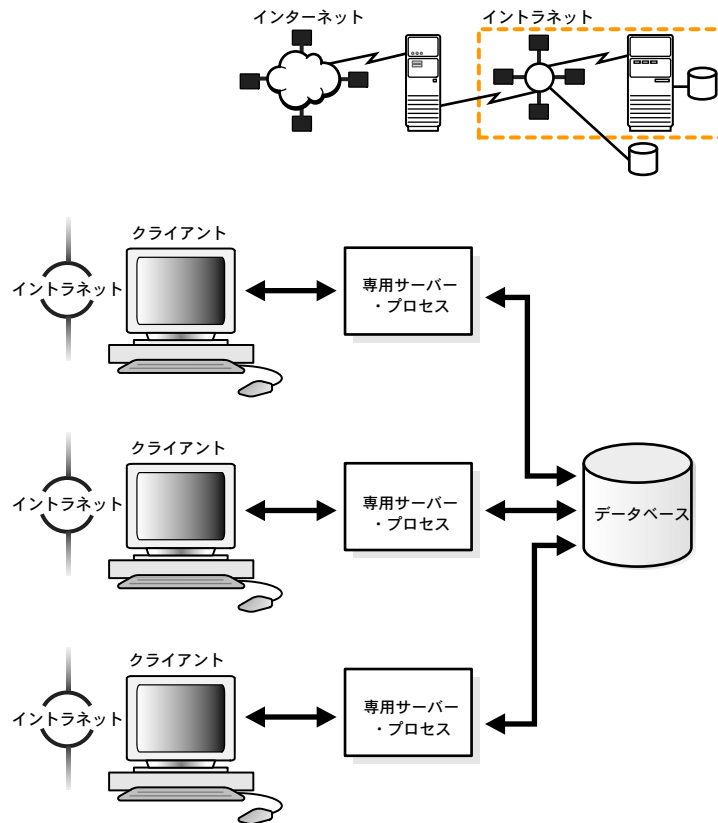 インターネット
イントラネット
クライアント
イントラネット
専用サーバー
・プロセス
クライアント
イントラネット
専用サーバー
・プロセス
データベース
クライアント
イントラネット
専用サーバー
・プロセス